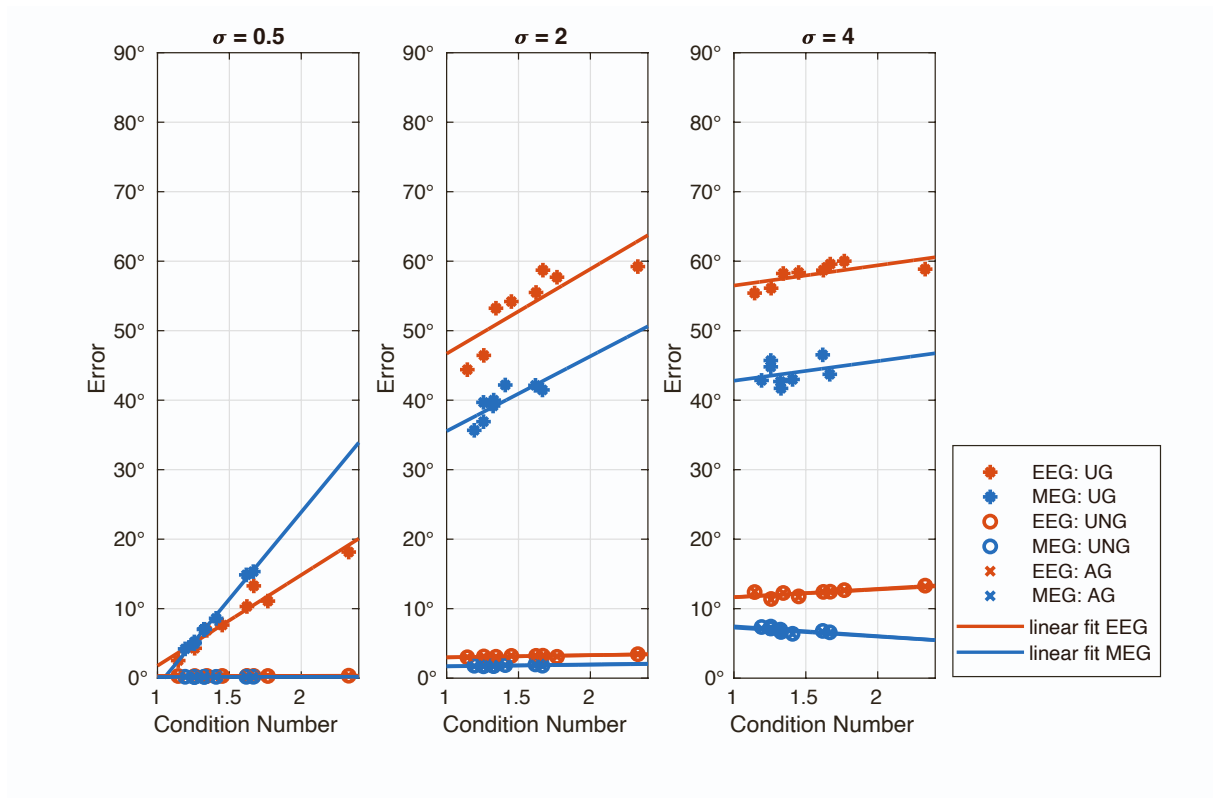 σ = 0.5
90°
80°
70°
60°
50°
40°
30°
20°
10°
0°
Error
1
1.5
2
Condition Number
σ = 2
90°
80°
70°
60°
50°
40°
30°
20°
10°
0°
Error
1
1.5
2
Condition Number
σ = 4
90°
80°
70°
60°
50°
40°
30°
20°
10°
0°
Error
1
1.5
2
Condition Number
EEG: UG
MEG: UG
EEG: UNG
MEG: UNG
EEG: AG
MEG: AG
linear fit EEG
linear fit MEG